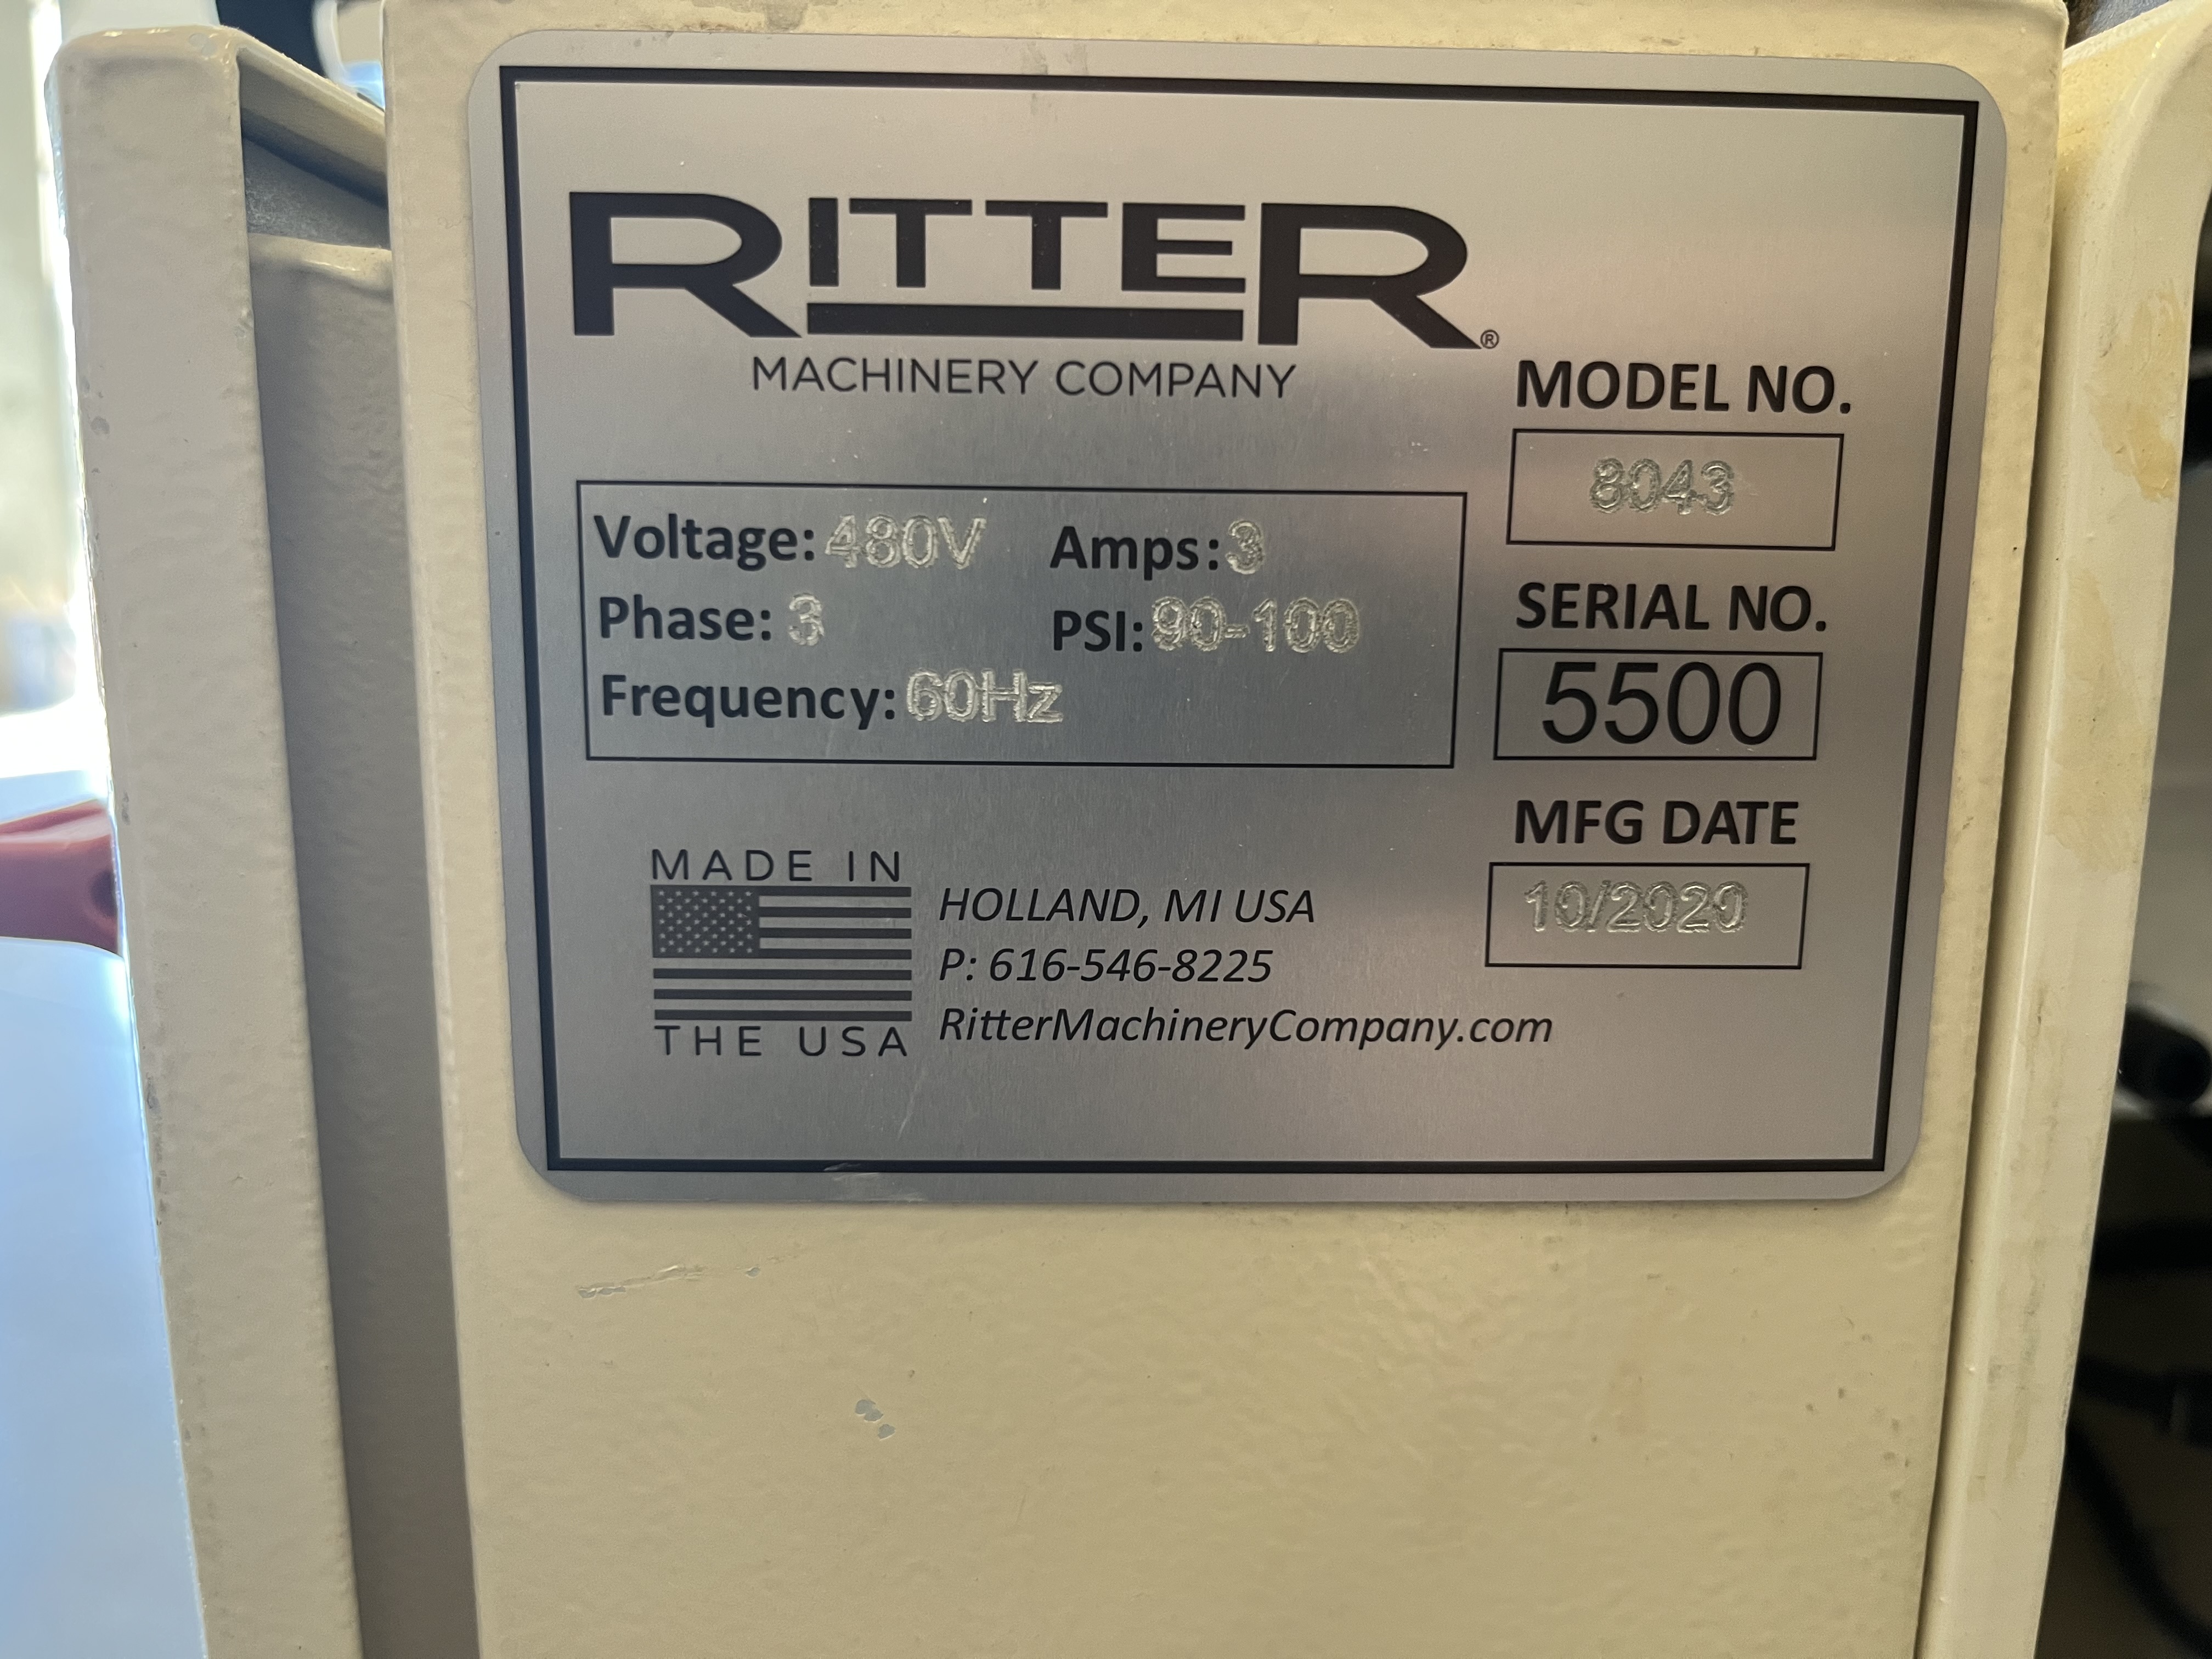 RITTER®
MACHINERY COMPANY
MODEL NO.
8043
Voltage: 480V Amps: 3
Phase: 3 PSI: 90-100
Frequency: 60Hz
SERIAL NO.
5500
MFG DATE
10/2020
MADE IN
THE USA
HOLLAND, MI USA
P: 616-546-8225
RitterMachineryCompany.com